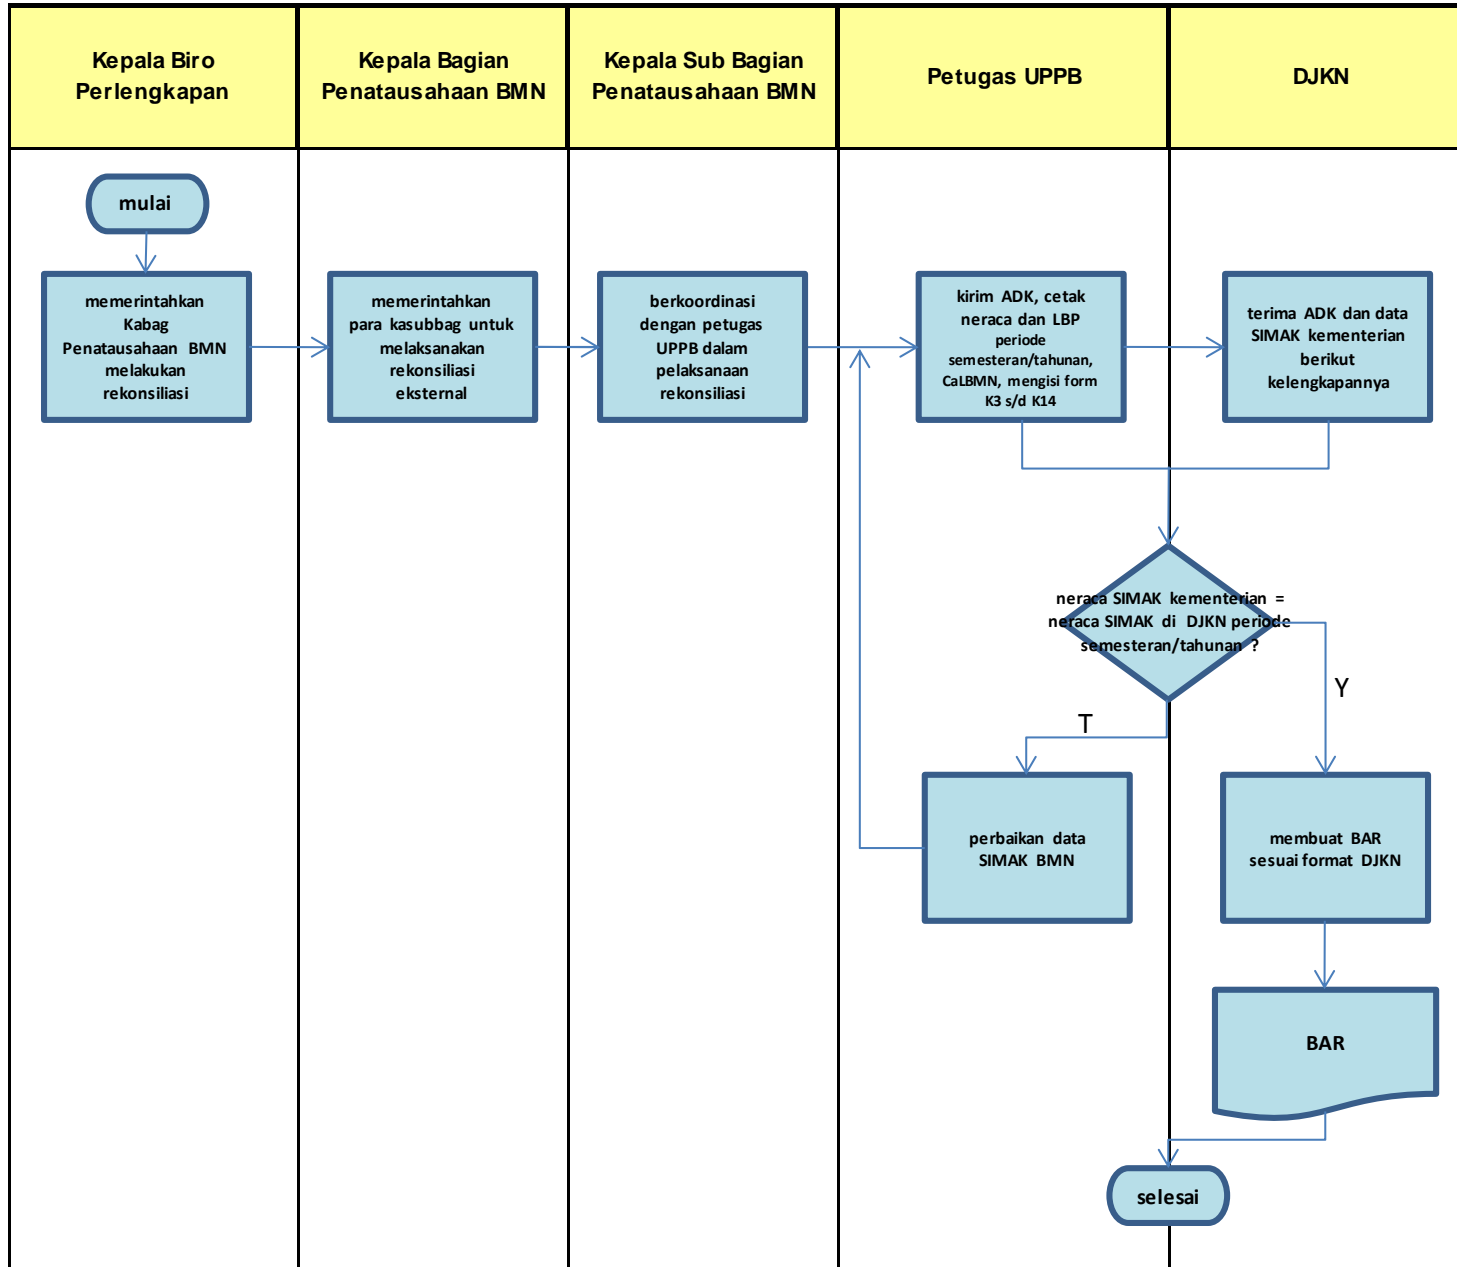 Kepala Biro
Perlengkapan
Kepala Bagian
Penatausahaan BMN
Kepala Sub Bagian
Penatausahaan BMN
Petugas UPPB
DJKN
mulai
memerintahkan
Kabag
Penatausahaan BMN
melakukan
rekonsiliasi
memerintahkan
para kasubbag untuk
melaksanakan
rekonsiliasi
eksternal
berkoordinasi
dengan petugas
UPPB dalam
pelaksanaan
rekonsiliasi
kirim ADK, cetak
neraca dan LBP
periode
semesteran/tahunan,
CaLBMN, mengisi form
K3 s/d K14
terima ADK dan data
SIMAK kementerian
berikut
kelengkapannya
neraca SIMAK kementerian =
neraca SIMAK di DJKN periode
semesteran/tahunan ?
Y
T
perbaikan data
SIMAK BMN
membuat BAR
sesuai format DJKN
BAR
selesai